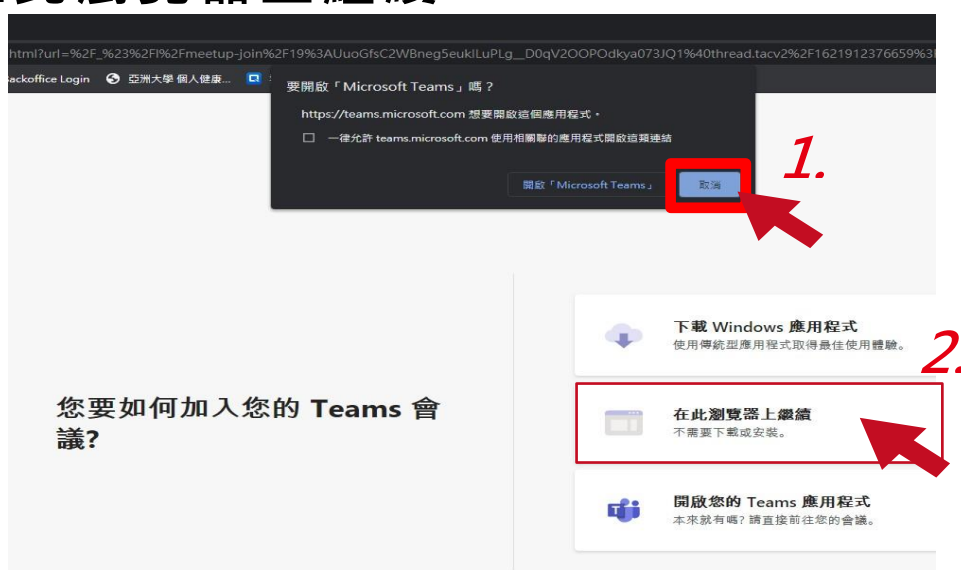 html?url=%2F_%23%2Fl%2Fmeetup-join%2F19%3AUuoGfsC2WBneg5euklLuPLg__D0qV2OOPOdkya073JQ1%40thread.tacv2%2F1621912376659%3
ackoffice Login 亞洲大學 個人健康...
要開啟「Microsoft Teams」嗎？
https://teams.microsoft.com 想要開啟這個應用程式。
一律允許 teams.microsoft.com 使用相關聯的應用程式開啟這類連結
開啟「Microsoft Teams」 取消
1.
下載 Windows 應用程式
使用傳統型應用程式取得最佳使用體驗。
2.
您要如何加入您的 Teams 會
議?
在此瀏覽器上繼續
不需要下載或安裝。
開啟您的 Teams 應用程式
本來就有嗎? 請直接前往您的會議。